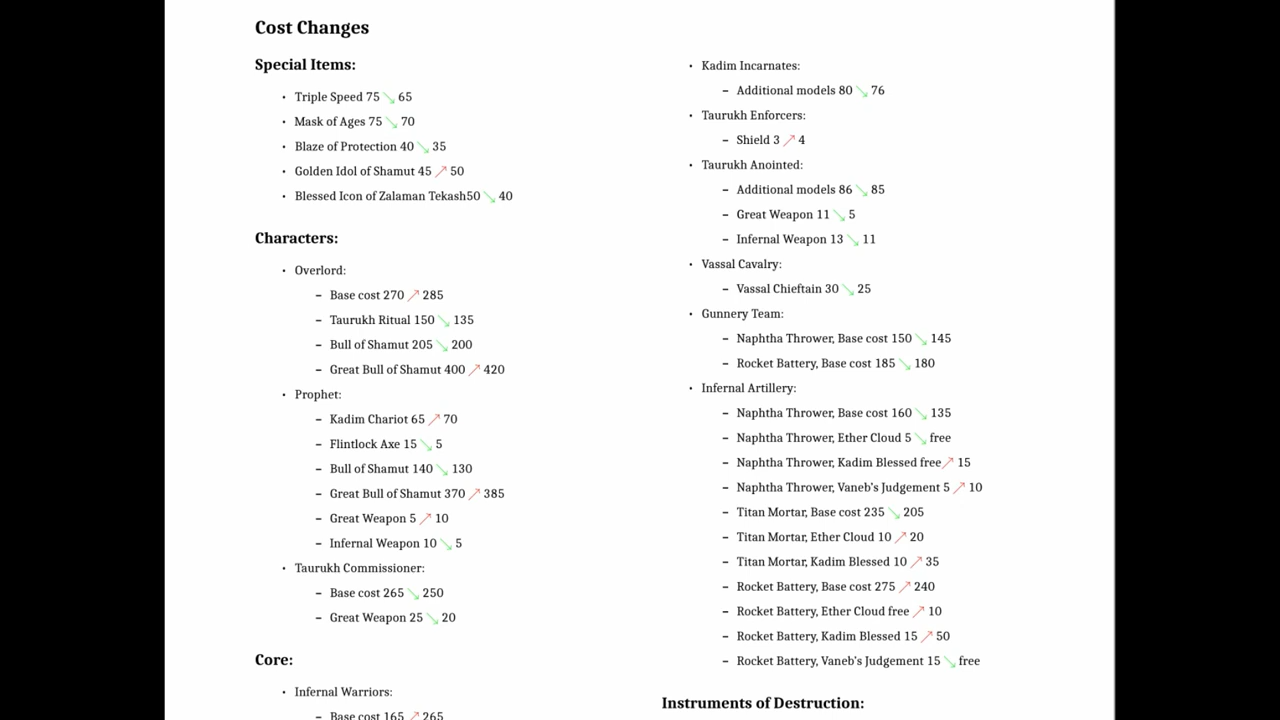 Cost Changes
Special Items:
• Triple Speed 75 ↘ 65
• Mask of Ages 75 ↘ 70
• Blaze of Protection 40 ↘ 35
• Golden Idol of Shamut 45 ↗ 50
• Blessed Icon of Zalaman Tekash50 ↘ 40
Characters:
• Overlord:
– Base cost 270 ↗ 285
– Taurukh Ritual 150 ↘ 135
– Bull of Shamut 205 ↘ 200
– Great Bull of Shamut 400 ↗ 420
• Prophet:
– Kadim Chariot 65 ↗ 70
– Flintlock Axe 15 ↘ 5
– Bull of Shamut 140 ↘ 130
– Great Bull of Shamut 370 ↗ 385
– Great Weapon 5 ↗ 10
– Infernal Weapon 10 ↘ 5
• Taurukh Commissioner:
– Base cost 265 ↘ 250
– Great Weapon 25 ↘ 20
Core:
• Infernal Warriors:
– Base cost 165 ↗ 265
• Kadim Incarnates:
– Additional models 80 ↘ 76
• Taurukh Enforcers:
– Shield 3 ↗ 4
• Taurukh Anointed:
– Additional models 86 ↘ 85
– Great Weapon 11 ↘ 5
– Infernal Weapon 13 ↘ 11
• Vassal Cavalry:
– Vassal Chieftain 30 ↘ 25
• Gunnery Team:
– Naphtha Thrower, Base cost 150 ↘ 145
– Rocket Battery, Base cost 185 ↘ 180
• Infernal Artillery:
– Naphtha Thrower, Base cost 160 ↘ 135
– Naphtha Thrower, Ether Cloud 5 ↘ free
– Naphtha Thrower, Kadim Blessed free ↗ 15
– Naphtha Thrower, Vaneb's Judgement 5 ↗ 10
– Titan Mortar, Base cost 235 ↘ 205
– Titan Mortar, Ether Cloud 10 ↗ 20
– Titan Mortar, Kadim Blessed 10 ↗ 35
– Rocket Battery, Base cost 275 ↗ 240
– Rocket Battery, Ether Cloud free ↗ 10
– Rocket Battery, Kadim Blessed 15 ↗ 50
– Rocket Battery, Vaneb's Judgement 15 ↘ free
Instruments of Destruction: